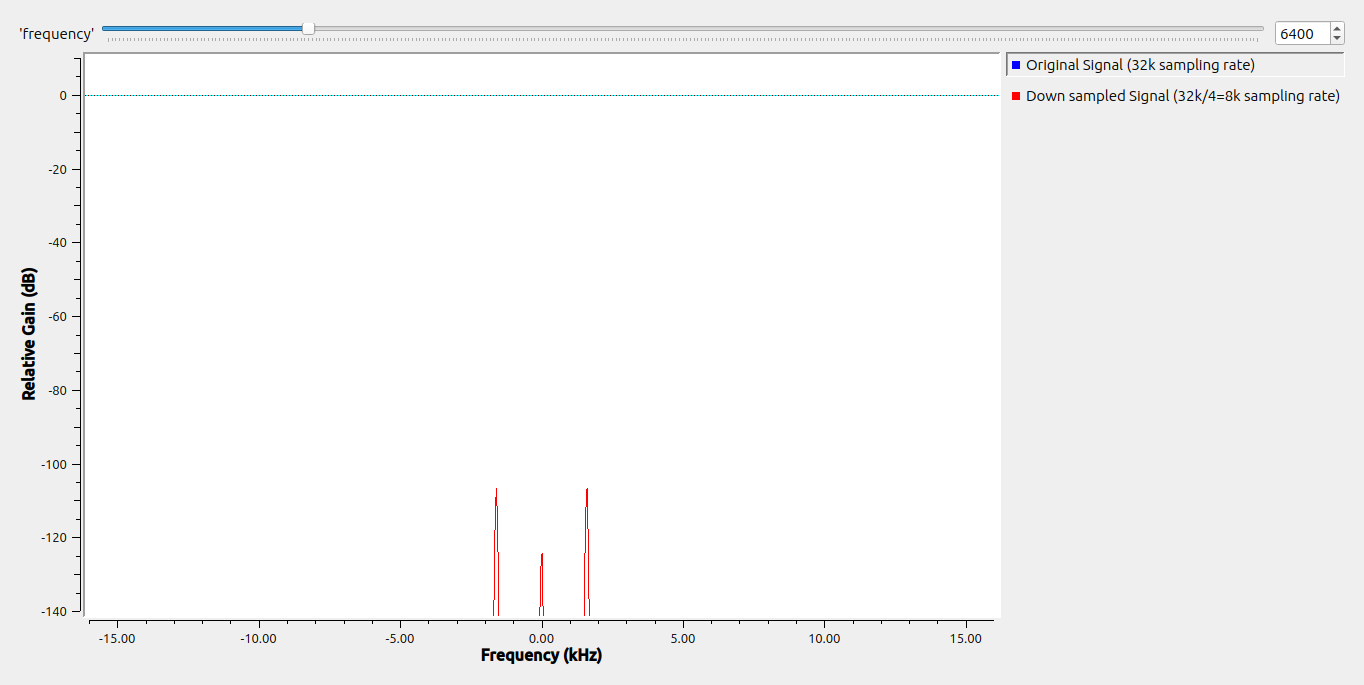 'frequency'
6400
Original Signal (32k sampling rate)
Down sampled Signal (32k/4=8k sampling rate)
Relative Gain (dB)
0
-20
-40
-60
-80
-100
-120
-140
-15.00 -10.00 -5.00 0.00 5.00 10.00 15.00
Frequency (kHz)